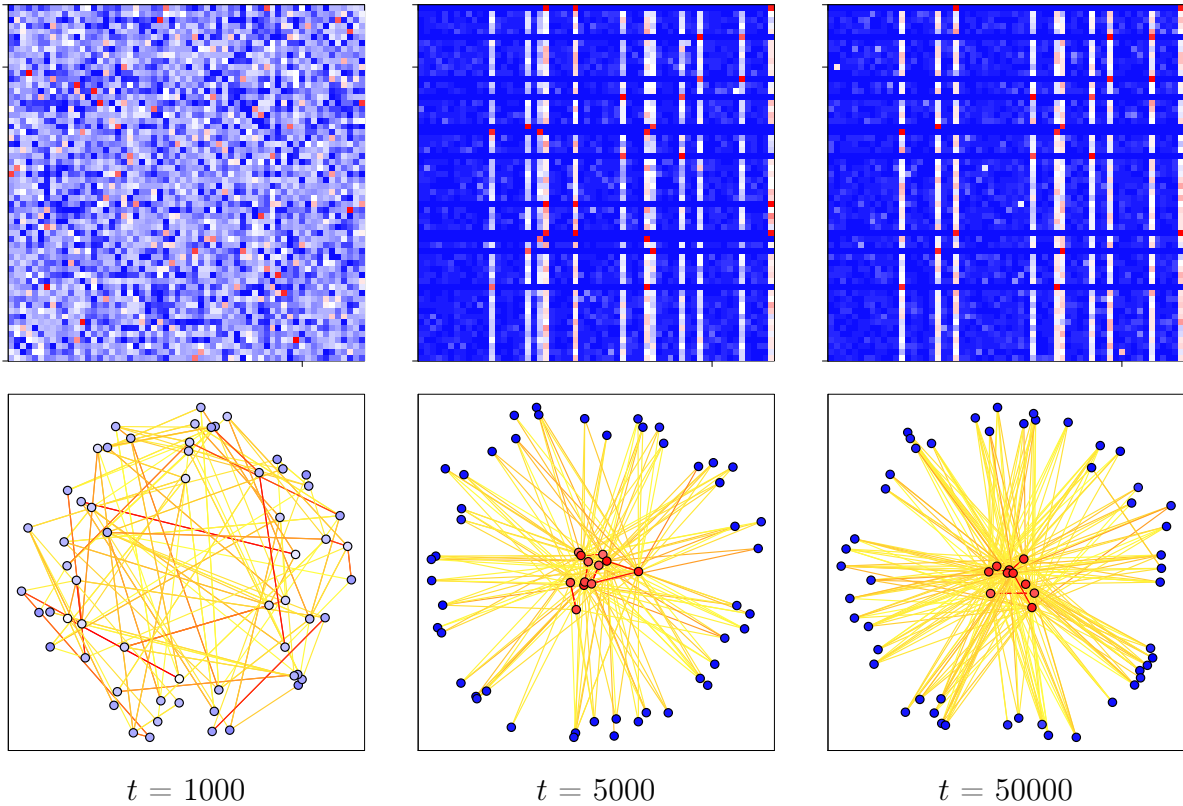 t = 1000
t = 5000
t = 50000